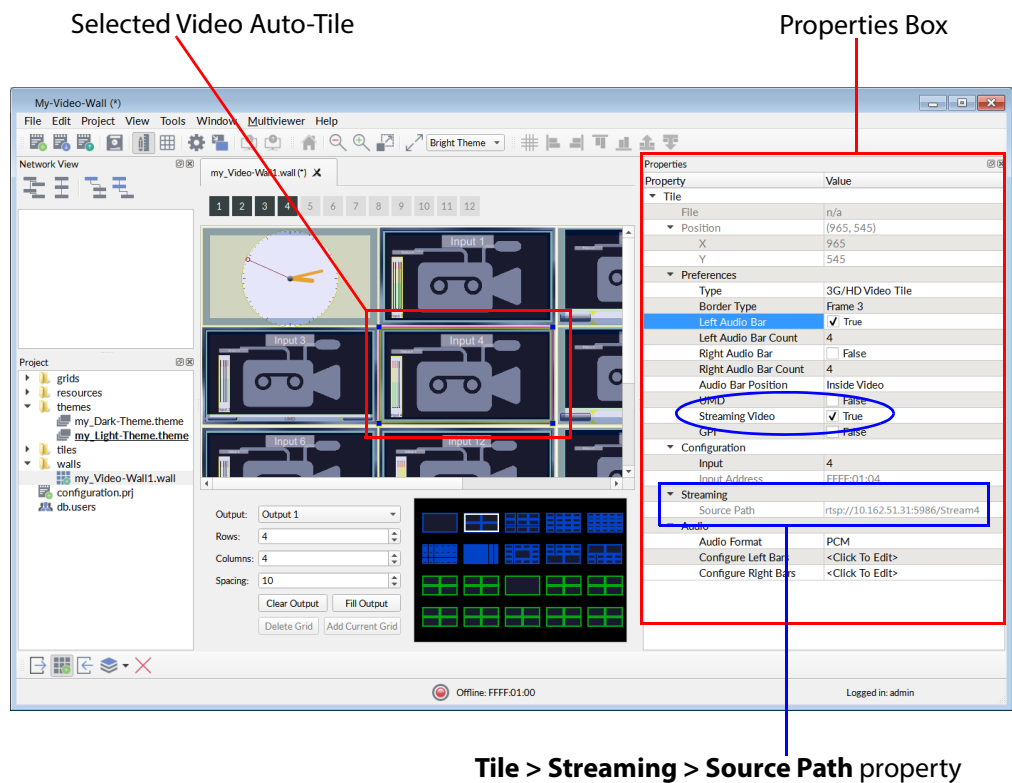 Selected Video Auto-Tile
Properties Box
My-Video-Wall (*)
File Edit Project View Tools Window Multiviewer Help
Bright Theme
Network View
my_Video-Wall1.wall (*)
1 2 3 4 5 6 7 8 9 10 11 12
Input 1
Input 3
Input 4
Input 6
Input 12
Project
grids
resources
themes
my_Dark-Theme.theme
my_Light-Theme.theme
tiles
walls
my_Video-Wall1.wall
configuration.prj
db.users
Output: Output 1
Rows: 4
Columns: 4
Spacing: 10
Clear Output Fill Output
Delete Grid Add Current Grid
Properties
Property Value
Tile
File n/a
Position (965, 545)
X 965
Y 545
Preferences
Type 3G/HD Video Tile
Border Type Frame 3
Left Audio Bar True
Left Audio Bar Count 4
Right Audio Bar False
Right Audio Bar Count 4
Audio Bar Position Inside Video
UMD False
Streaming Video True
GPI False
Configuration
Input 4
Input Address FFFF:01:04
Streaming
Source Path rtsp://10.162.51.31:5986/Stream4
Audio
Audio Format PCM
Configure Left Bars <Click To Edit>
Configure Right Bars <Click To Edit>
Offline: FFFF:01:00
Logged in: admin
Tile > Streaming > Source Path property